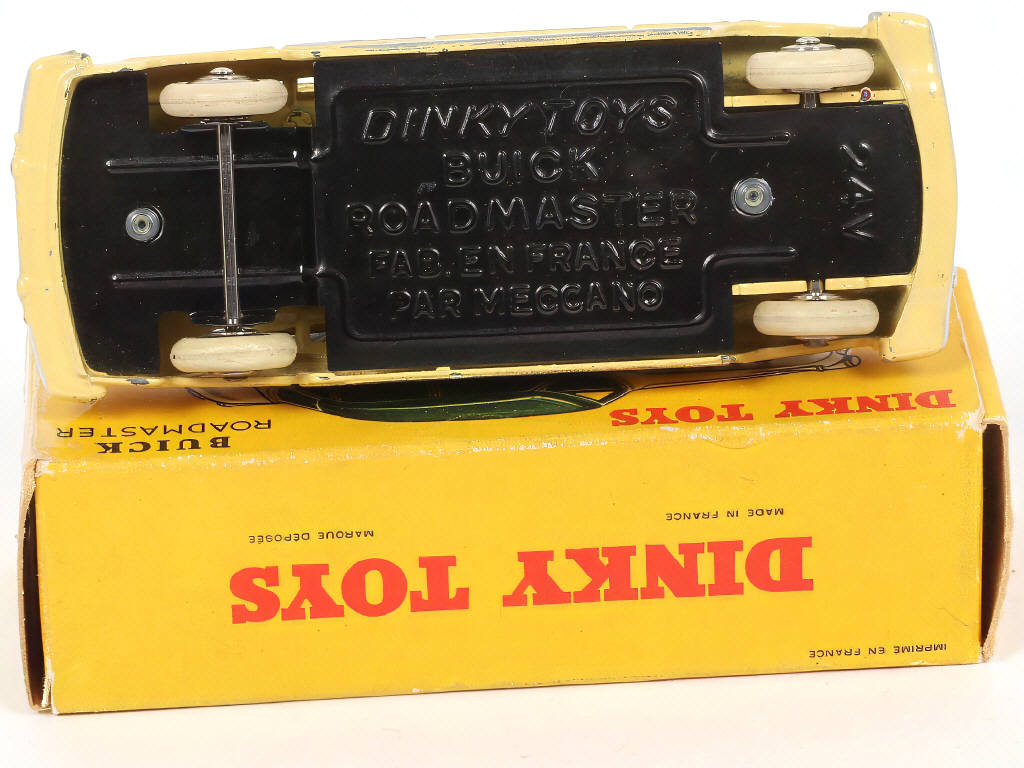 DINKY TOYS
BUICK
ROADMASTER
FAB. EN FRANCE
PAR MECCANO
24V
DINKY TOYS
BUICK
ROADMASTER
MADE IN FRANCE
MARQUE DÉPOSÉE
DINKY TOYS
IMPRIMÉ EN FRANCE